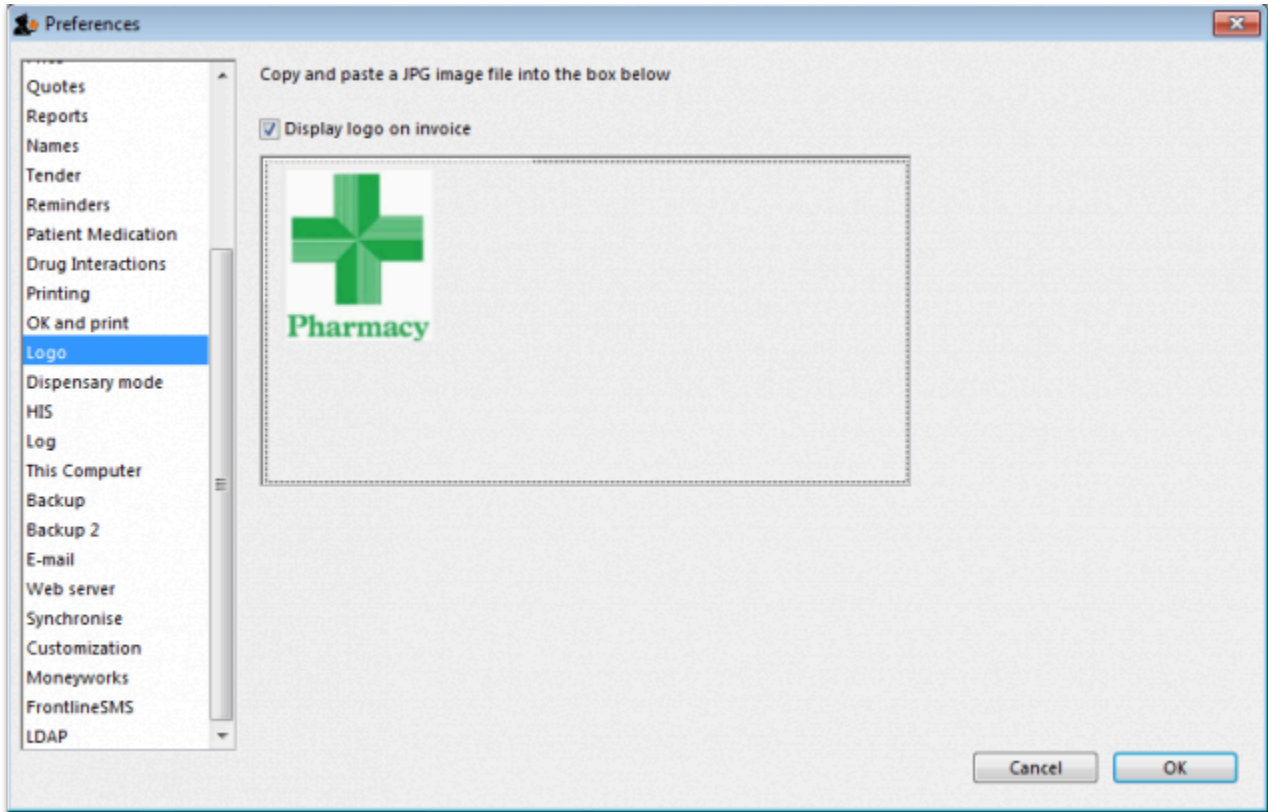 Preferences
Quotes
Reports
Names
Tender
Reminders
Patient Medication
Drug Interactions
Printing
OK and print
Logo
Dispensary mode
HIS
Log
This Computer
Backup
Backup 2
E-mail
Web server
Synchronise
Customization
Moneyworks
FrontlineSMS
LDAP
Copy and paste a JPG image file into the box below
Display logo on invoice
Pharmacy
Cancel
OK